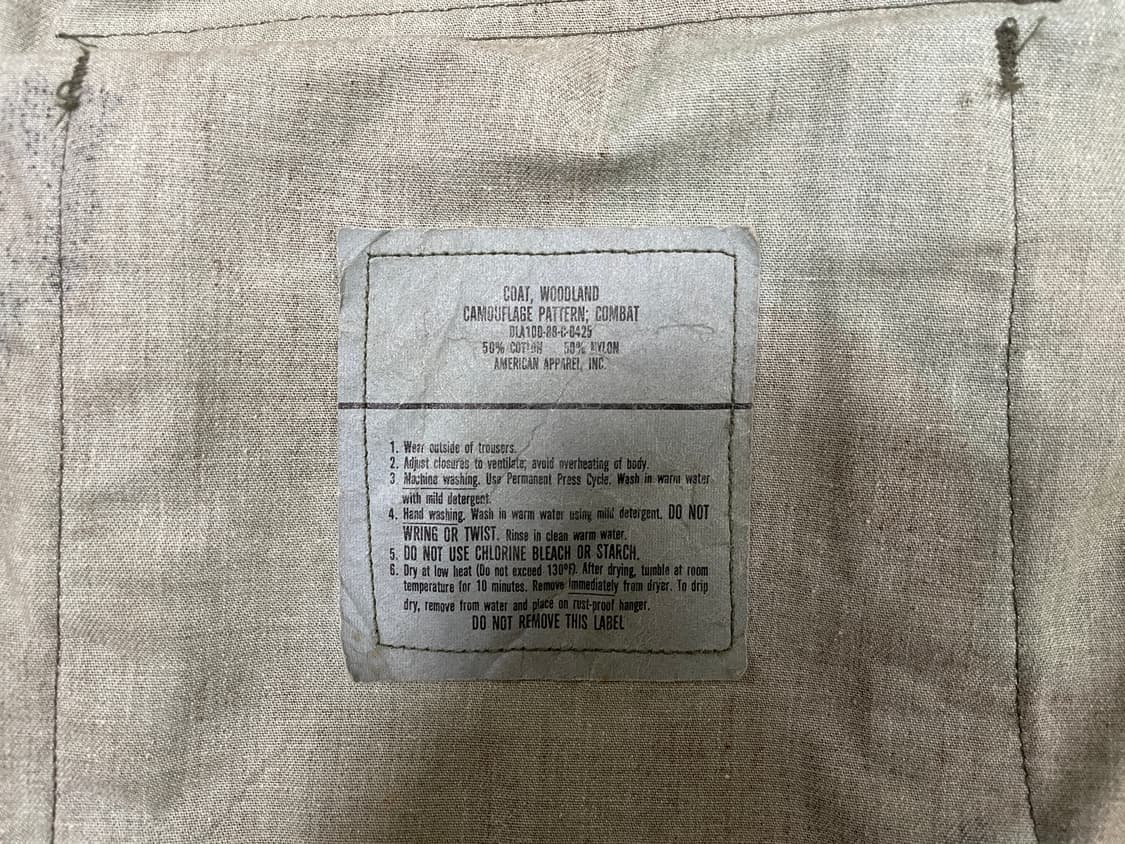 COAT, WOODLAND
CAMOUFLAGE PATTERN; COMBAT
DLA100-88-C-0425
50% COTTON 50% NYLON
AMERICAN APPAREL, INC.
1. Wear outside of trousers.
2. Adjust closures to ventilate; avoid overheating of body.
3. Machine washing. Use Permanent Press Cycle. Wash in warm water
with mild detergent.
4. Hand washing. Wash in warm water using mild detergent. DO NOT
WRING OR TWIST. Rinse in clean warm water.
5. DO NOT USE CHLORINE BLEACH OR STARCH.
6. Dry at low heat (Do not exceed 130°F). After drying, tumble at room
temperature for 10 minutes. Remove immediately from dryer. To drip
dry, remove from water and place on rust-proof hanger.
DO NOT REMOVE THIS LABEL